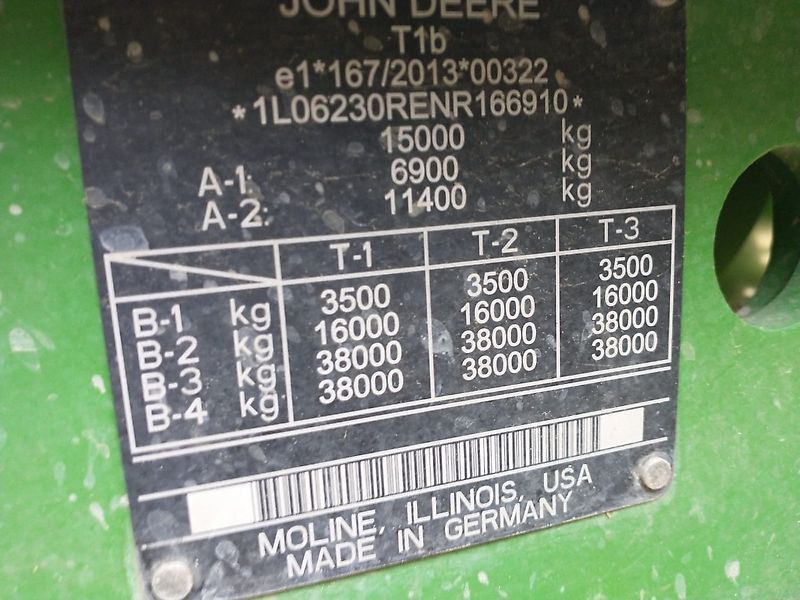 JOHN DEERE
T1b
e1*167/2013*00322
*1L06230RENR166910*
15000 kg
A-1: 6900 kg
A-2: 11400 kg
T-1 T-2 T-3
B-1 kg 3500 3500 3500
B-2 kg 16000 16000 16000
B-3 kg 38000 38000 38000
B-4 kg 38000 38000 38000
MOLINE, ILLINOIS, USA
MADE IN GERMANY